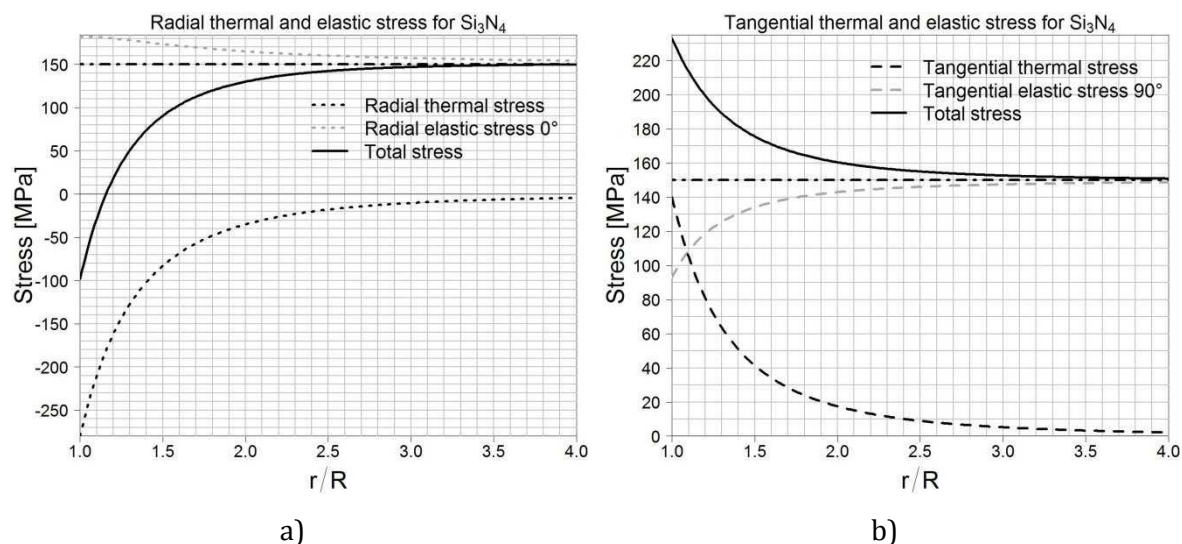 Radial thermal and elastic stress for Si₃N₄
Stress [MPa]
150
100
50
0
-50
-100
-150
-200
-250
Radial thermal stress
Radial elastic stress 0°
Total stress
1.0 1.5 2.0 2.5 3.0 3.5 4.0
r/R
a)
Tangential thermal and elastic stress for Si₃N₄
Stress [MPa]
220
200
180
160
140
120
100
80
60
40
20
0
Tangential thermal stress
Tangential elastic stress 90°
Total stress
1.0 1.5 2.0 2.5 3.0 3.5 4.0
r/R
b)